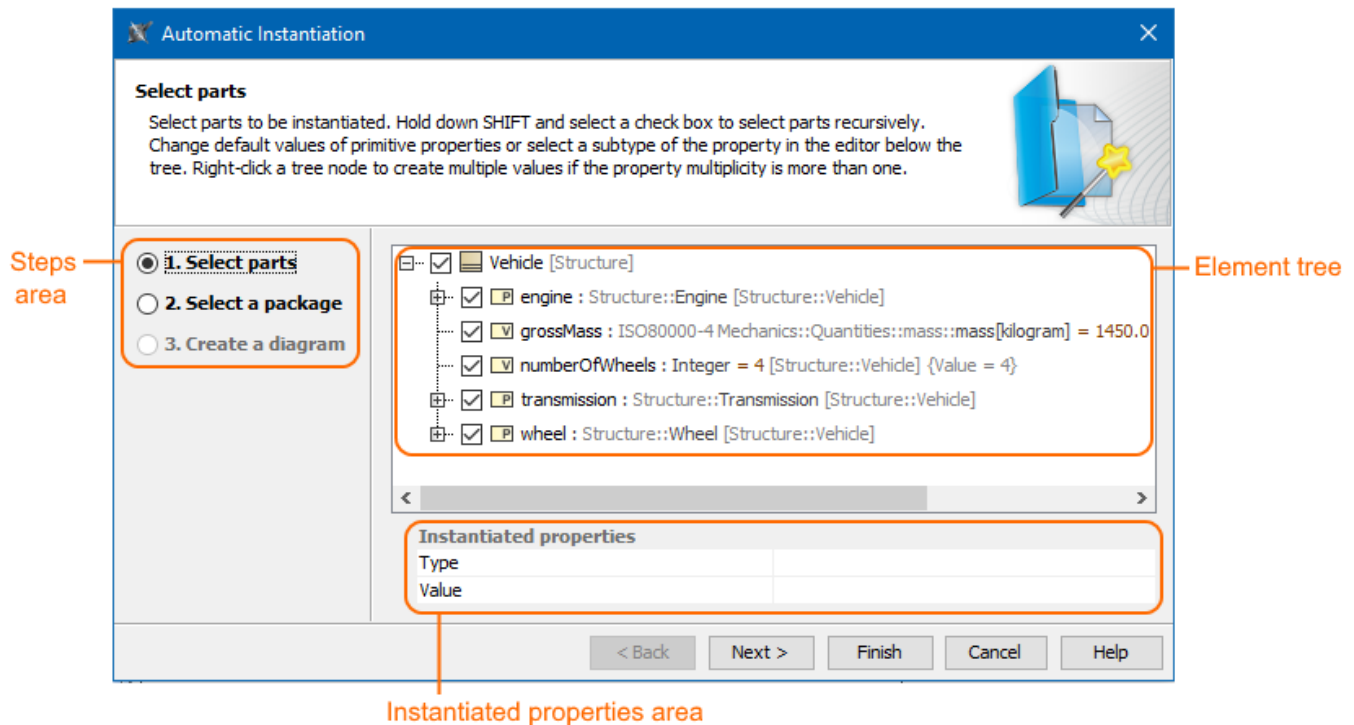 Automatic Instantiation
Select parts
Select parts to be instantiated. Hold down SHIFT and select a check box to select parts recursively.
Change default values of primitive properties or select a subtype of the property in the editor below the
tree. Right-click a tree node to create multiple values if the property multiplicity is more than one.
Steps
area
1. Select parts
2. Select a package
3. Create a diagram
Vehicle [Structure]
P engine : Structure::Engine [Structure::Vehicle]
V grossMass : ISO80000-4 Mechanics::Quantities::mass::mass[kilogram] = 1450.0
V numberOfWheels : Integer = 4 [Structure::Vehicle] {Value = 4}
P transmission : Structure::Transmission [Structure::Vehicle]
P wheel : Structure::Wheel [Structure::Vehicle]
Element tree
Instantiated properties
Type
Value
< Back
Next >
Finish
Cancel
Help
Instantiated properties area